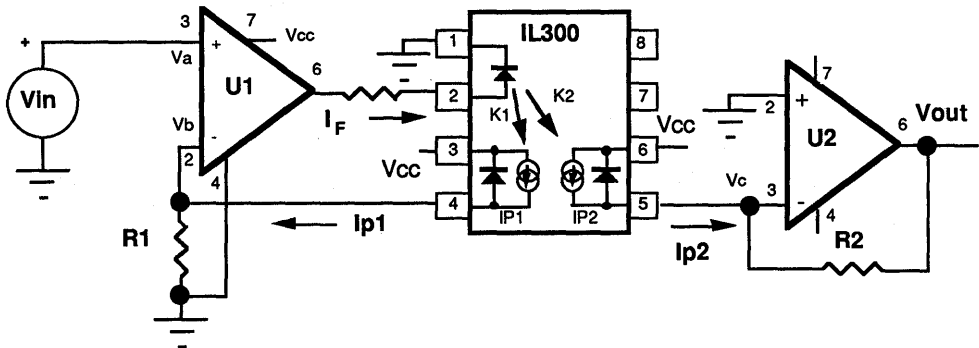 +
Vin
3
Va
+
7
Vcc
U1
6
Vb
-
2
4
R1
IF
IL300
1
2
3
4
8
7
6
5
K1
K2
VCC
VCC
IP1
IP2
Ip1
Ip2
2
+
7
U2
6
Vout
Vc
3
-
4
R2